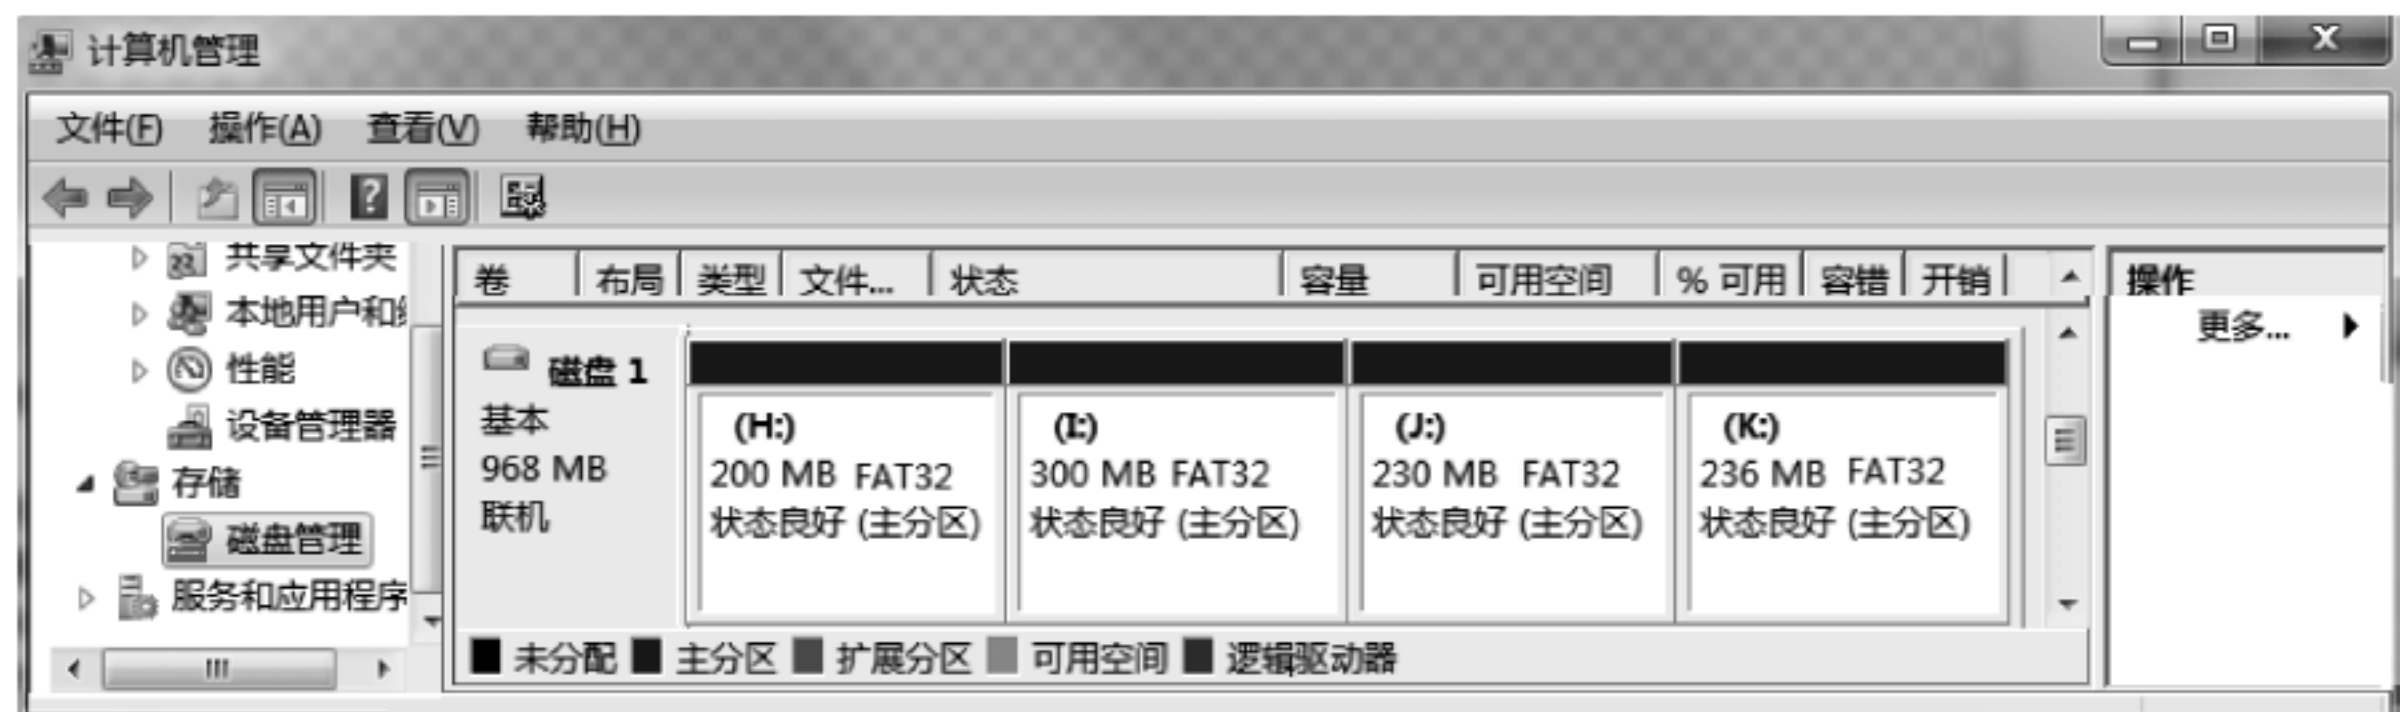 计算机管理
文件(F) 操作(A) 查看(V) 帮助(H)
共享文件夹
本地用户和
性能
设备管理器
存储
磁盘管理
服务和应用程序
卷 布局 类型 文件... 状态 容量 可用空间 % 可用 容错 开销
磁盘 1
基本
968 MB
联机
(H:)
200 MB FAT32
状态良好 (主分区)
(I:)
300 MB FAT32
状态良好 (主分区)
(J:)
230 MB FAT32
状态良好 (主分区)
(K:)
236 MB FAT32
状态良好 (主分区)
未分配 主分区 扩展分区 可用空间 逻辑驱动器
操作
更多...